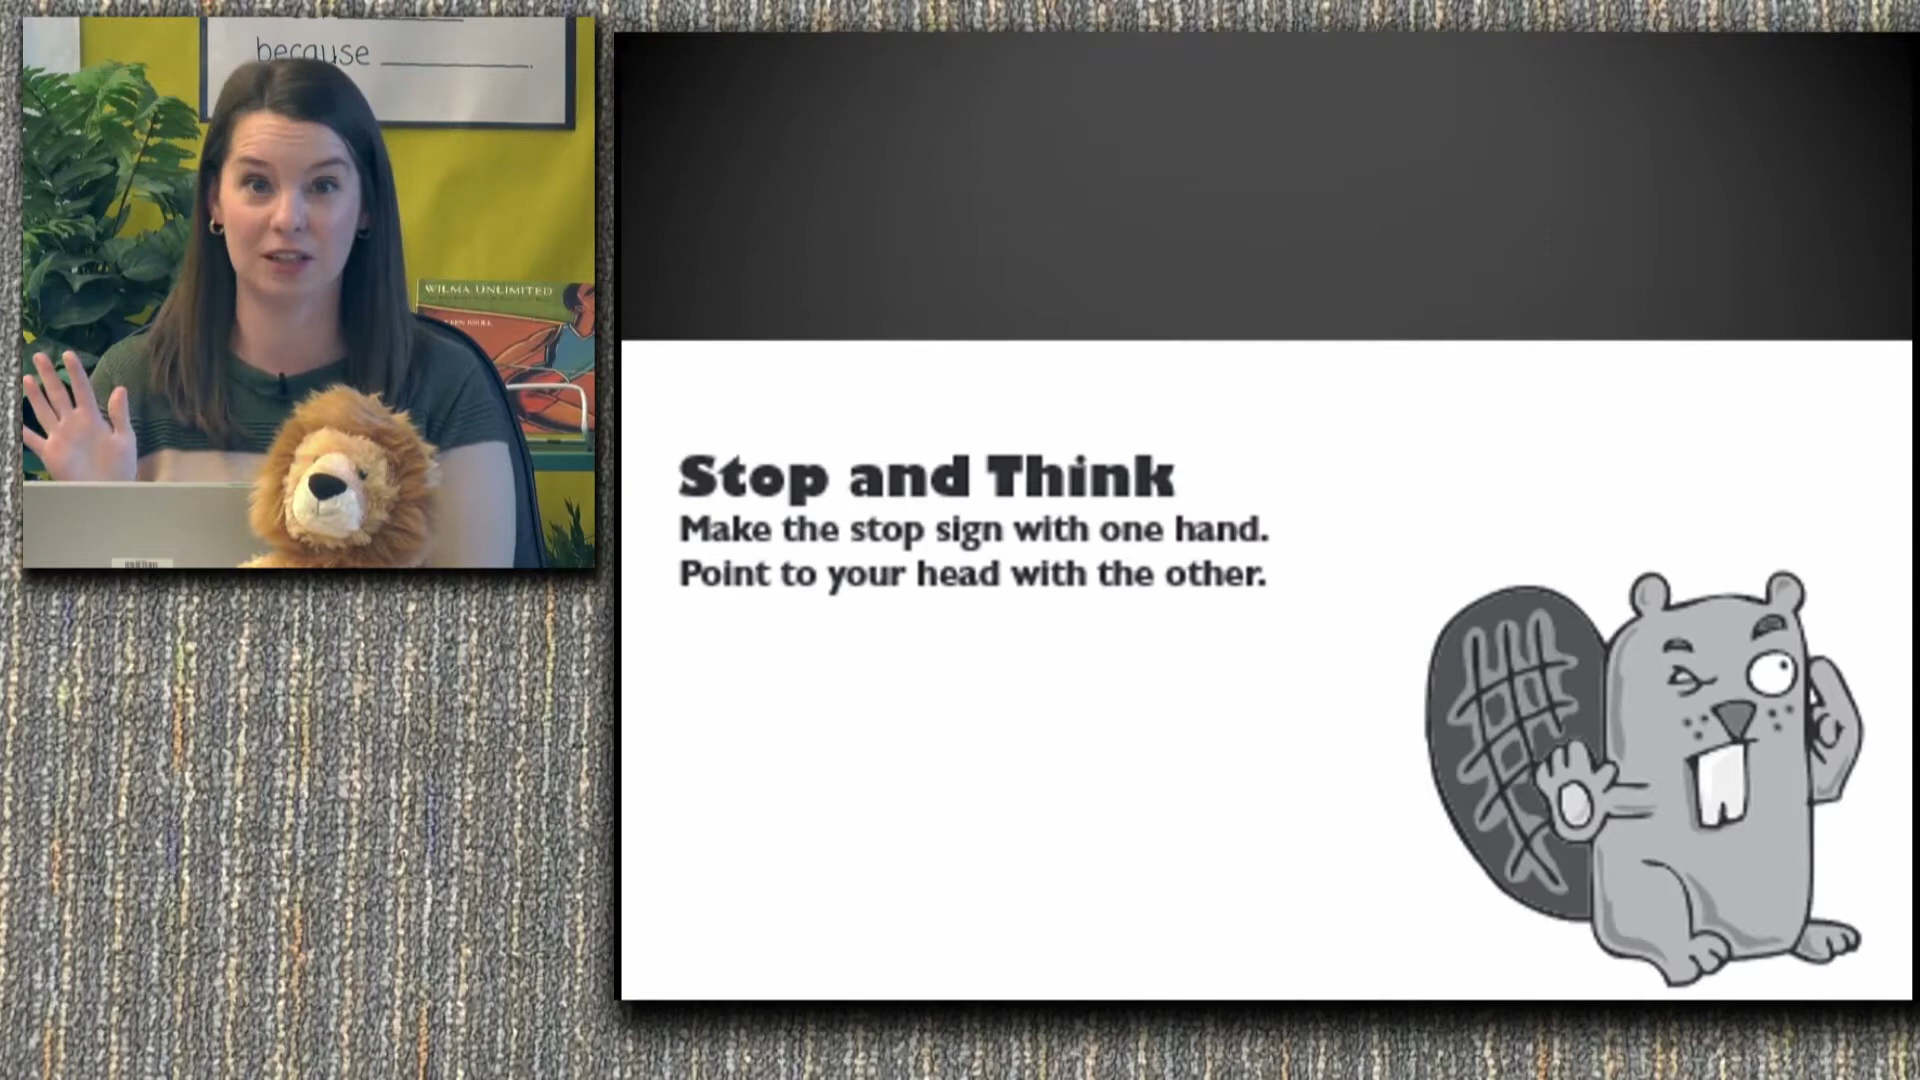 because ________.
WILMA UNLIMITED
Stop and Think
Make the stop sign with one hand.
Point to your head with the other.